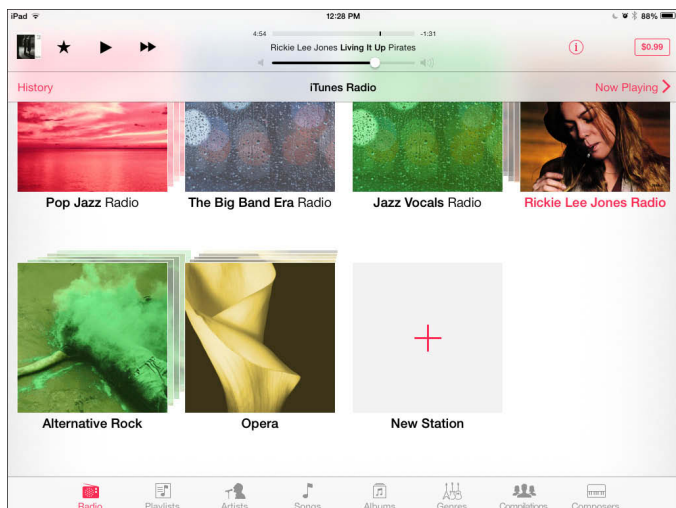 iPad 12:28 PM 88%
4:54 -1:31
Rickie Lee Jones Living It Up Pirates
$0.99
History iTunes Radio Now Playing
Pop Jazz Radio The Big Band Era Radio Jazz Vocals Radio Rickie Lee Jones Radio
Alternative Rock Opera New Station
Radio Playlists Artists Songs Albums Genres Compilations Composers